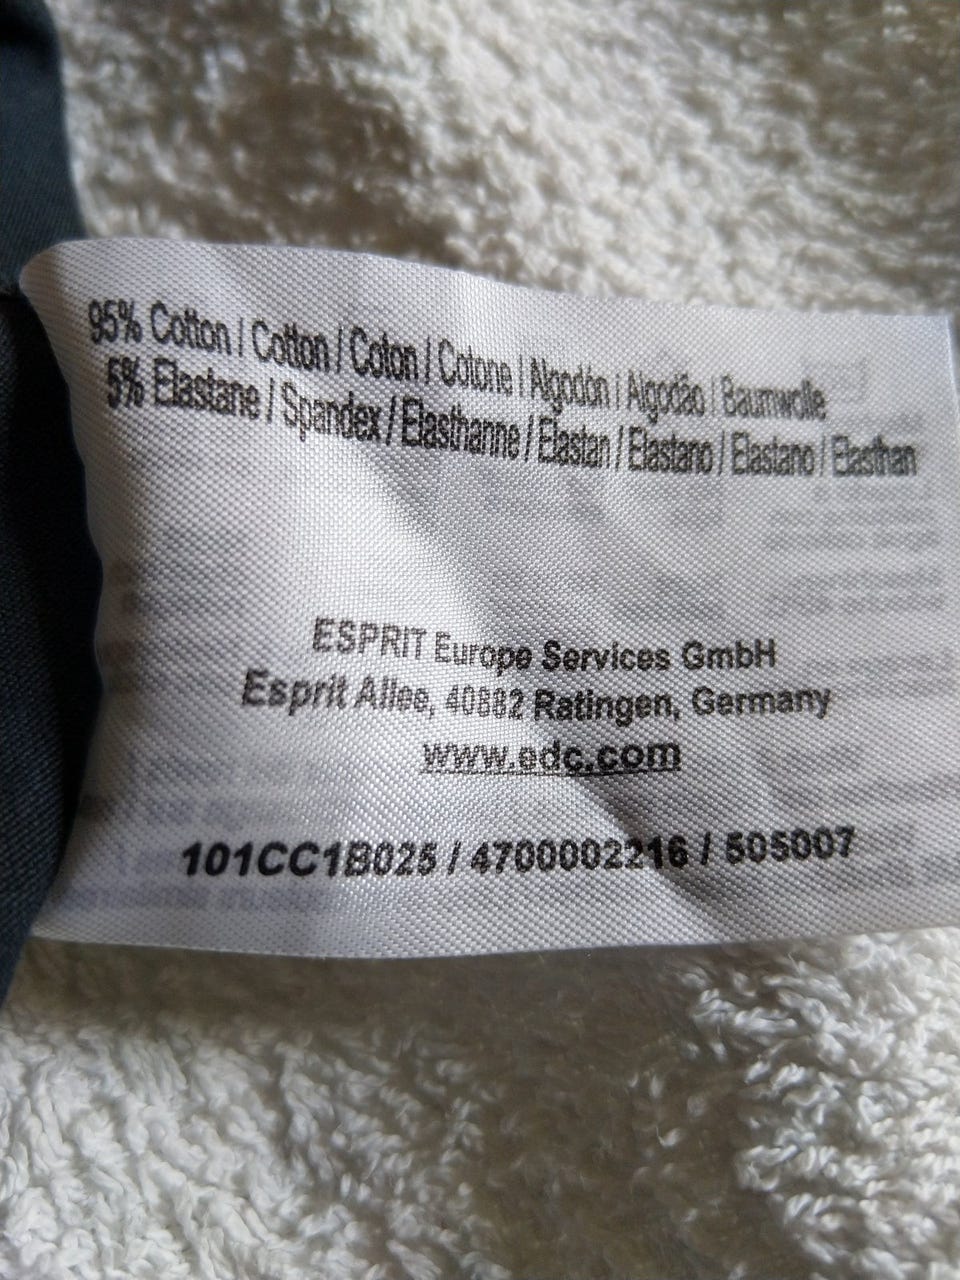 95% Cotton / Cotton / Coton / Cotone / Algodón / Algodão / Baumwolle
5% Elastane / Spandex / Elasthanne / Elastan / Elastano / Elastano / Elasthan
ESPRIT Europe Services GmbH
Esprit Allee, 40882 Ratingen, Germany
www.edc.com
101CC1B025 / 4700002216 / 505007